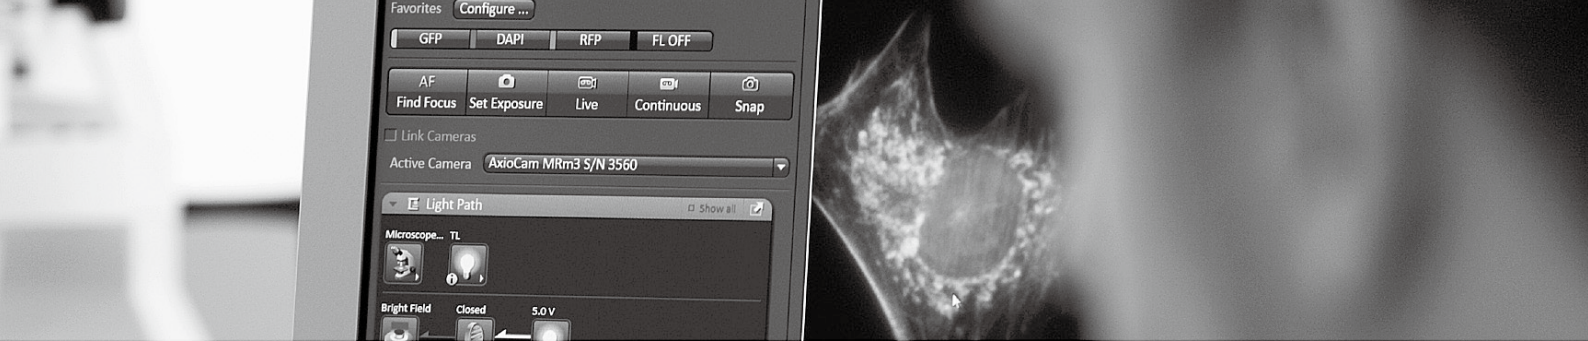 Favorites Configure ...
GFP DAPI RFP FL OFF
AF
Find Focus Set Exposure Live Continuous Snap
Link Cameras
Active Camera AxioCam MRm3 S/N 3560
Light Path Show all
Microscope... TL
Bright Field Closed 5.0 V